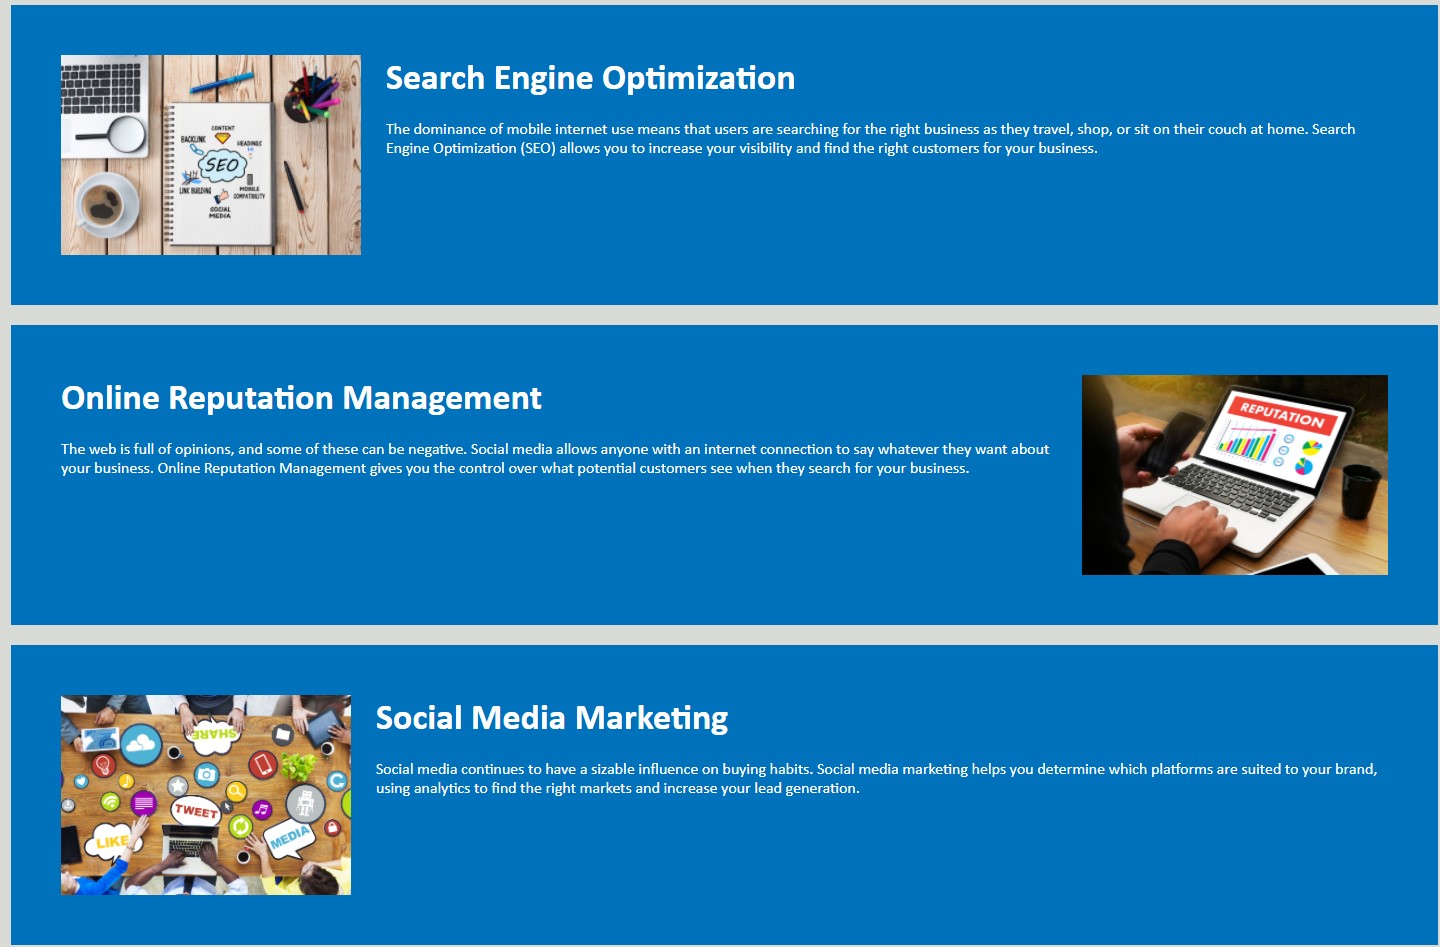 Search Engine Optimization
The dominance of mobile internet use means that users are searching for the right business as they travel, shop, or sit on their couch at home. Search
Engine Optimization (SEO) allows you to increase your visibility and find the right customers for your business.
CONTENT
BACKLINK
HEADINGS
SEO
LINK BUILDING
MOBILE
COMPATIBILITY
SOCIAL
MEDIA
Online Reputation Management
The web is full of opinions, and some of these can be negative. Social media allows anyone with an internet connection to say whatever they want about
your business. Online Reputation Management gives you the control over what potential customers see when they search for your business.
REPUTATION
Social Media Marketing
Social media continues to have a sizable influence on buying habits. Social media marketing helps you determine which platforms are suited to your brand,
using analytics to find the right markets and increase your lead generation.
SHARE
TWEET
LIKE
MEDIA